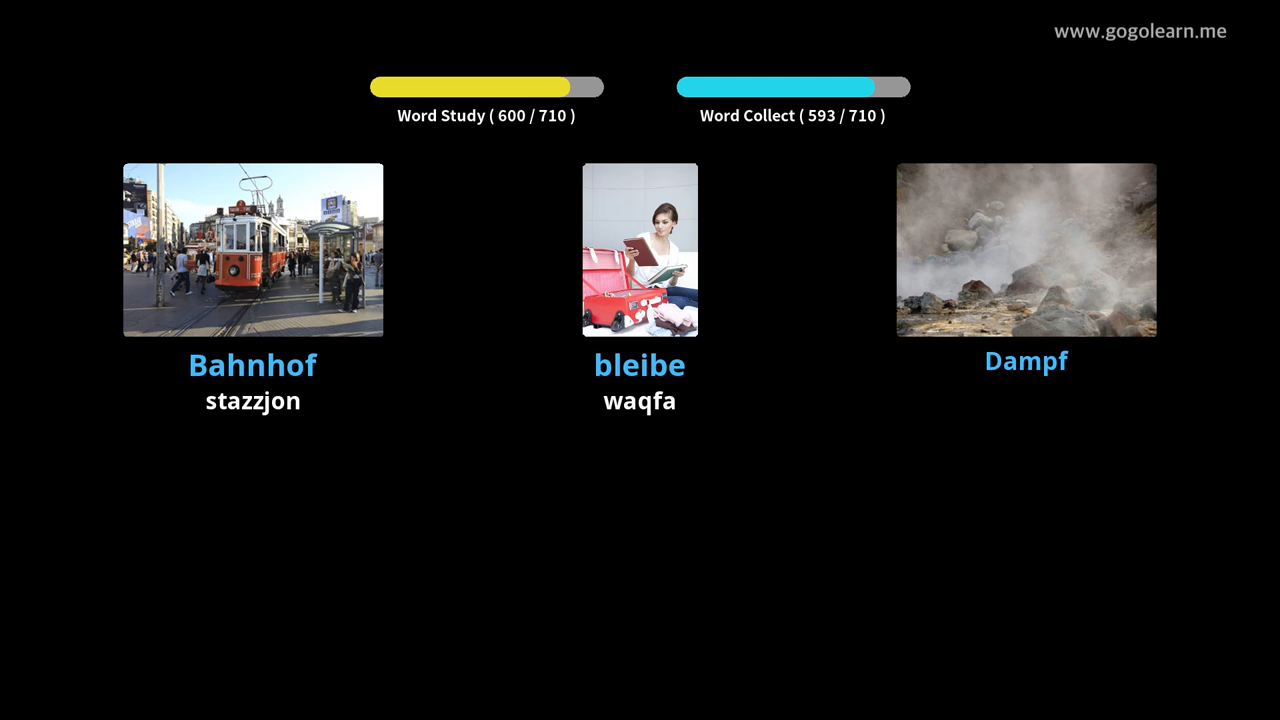 www.gogolearn.me
Word Study ( 600 / 710 )
Word Collect ( 593 / 710 )
Bahnhof
stazzjon
bleibe
waqfa
Dampf